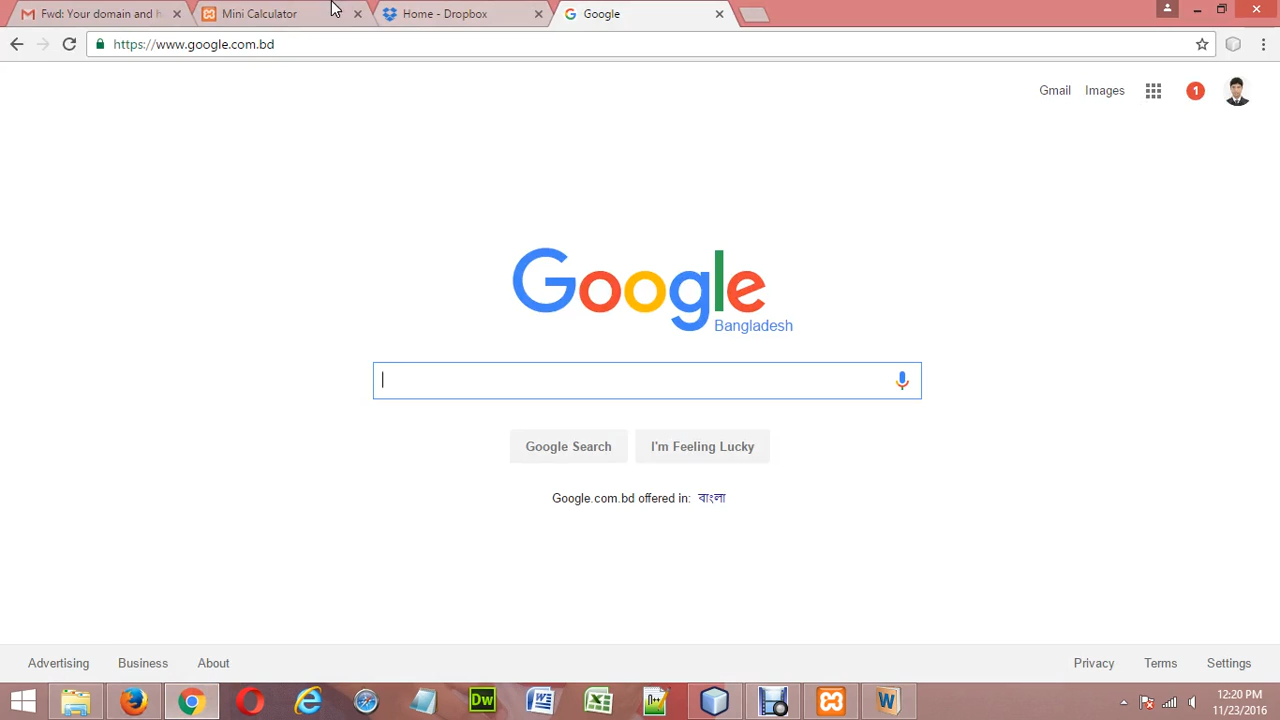 Fwd: Your domain and h
Mini Calculator
Home - Dropbox
Google
https://www.google.com.bd
Gmail
Images
1
Google
Bangladesh
Google Search
I'm Feeling Lucky
Google.com.bd offered in: বাংলা
Advertising
Business
About
Privacy
Terms
Settings
Dw
12:20 PM
11/23/2016